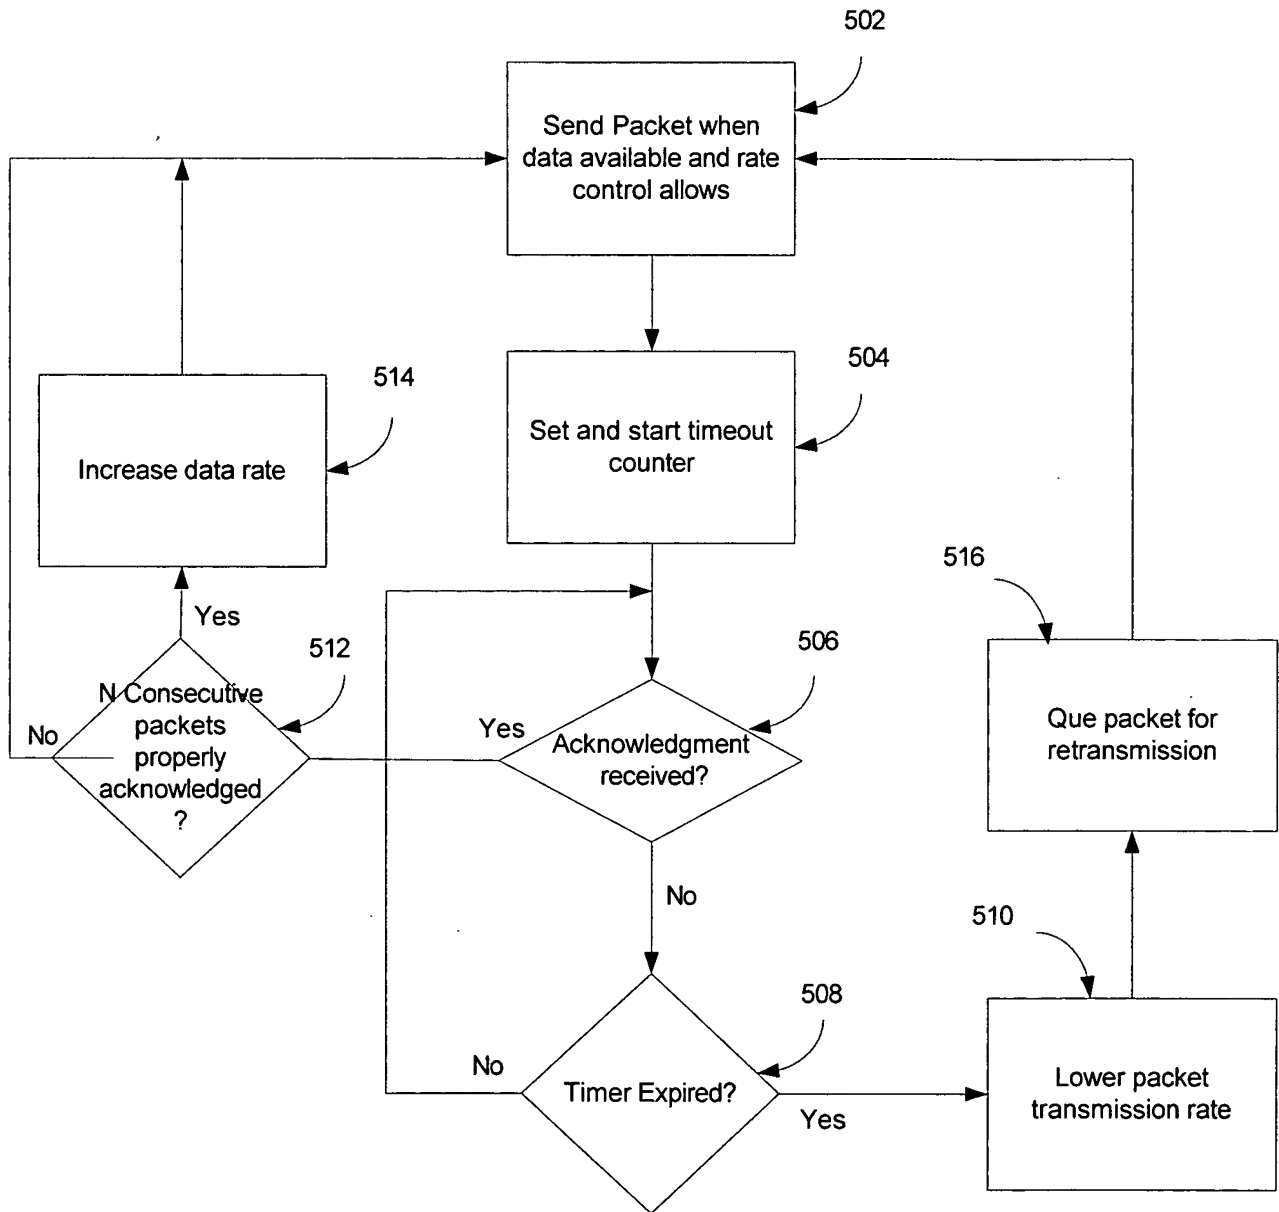 502
Send Packet when
data available and rate
control allows
504
Set and start timeout
counter
514
Increase data rate
516
Que packet for
retransmission
Yes
512
N Consecutive
packets
properly
acknowledged
?
No
506
Yes
Acknowledgment
received?
No
510
Lower packet
transmission rate
508
No
Timer Expired?
Yes